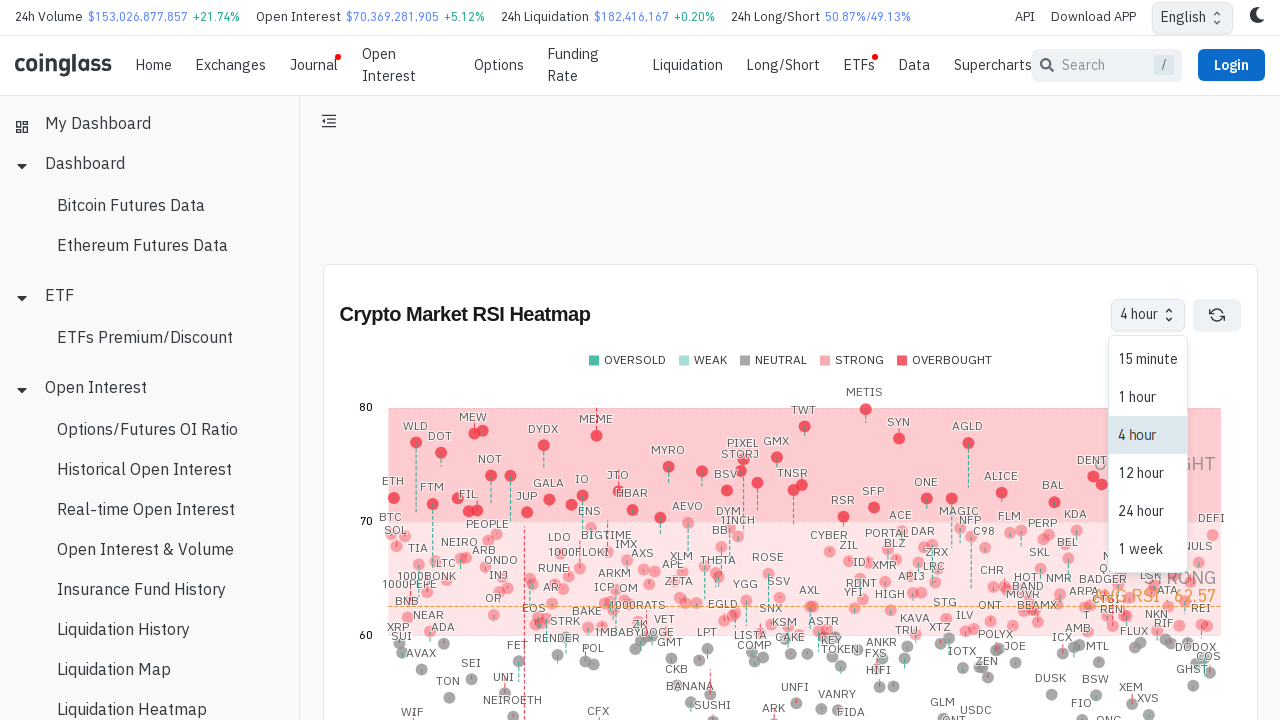 24h Volume $153,026,877,857 +21.74% Open Interest $70,369,281,905 +5.12% 24h Liquidation $182,416,167 +0.20% 24h Long/Short 50.87%/49.13% API Download APP English
coinglass Home Exchanges Journal Open Interest Options Funding Rate Liquidation Long/Short ETFs Data Supercharts Search / Login
My Dashboard
Dashboard
Bitcoin Futures Data
Ethereum Futures Data
ETF
ETFs Premium/Discount
Open Interest
Options/Futures OI Ratio
Historical Open Interest
Real-time Open Interest
Open Interest & Volume
Insurance Fund History
Liquidation History
Liquidation Map
Liquidation Heatmap
Crypto Market RSI Heatmap
4 hour
15 minute
1 hour
4 hour
12 hour
24 hour
1 week
OVERSOLD WEAK NEUTRAL STRONG OVERBOUGHT
METIS
80
TWT
WLD MEW MEME SYN AGLD
DOT DYDX PIXEL GMX
MYRO STORJ
NOT JTO BSV TNSR ALICE
ETH FTM GALA IO ONE BAL
FIL JUP HBAR RSR SFP
AEVO MAGIC
70
BTC PEOPLE ENS 1INCH ACE NFP PERP KDA DEFI
SOL LDO BIGTIME CYBER PORTAL DAR C98 FLM
TIA NEIRO ARB 1000FLOKI IMX ZIL BLZ ZRX SKL BEL
LTC ONDO RUNE AXS XLM THETA ROSE XMR LRC CHR
1000BONK INJ ARKM APE ZETA SSV API3 HOT NMR BADGER LSK
1000PEPE AR ICP YGG AXL YFI HIGH BAND ARPA
BNB OP 1000RATS EGLD SNX STG ONT BEAMX REN REI
NEAR EOS BAKE VET KSM ASTR KAVA ILV T NKN
AVG RSI : 62.57
XRP ADA STRK ZK LPT TRU XTZ AMB RIF
60
SUI RENDER 1MBABYDOGE GMT LISTA CAKE KEY ANKR POLYX ICX FLUX
AVAX FET POL COMP TOKEN FXS IOTX JOE MTL DODOX
SEI CKB HIFI ZEN COS
TON UNI BANANA UNFI DUSK BSW GHST
NEIROETH SUSHI VANRY GLM FIO XEM XVS
WIF CFX ARK FIDA USDC